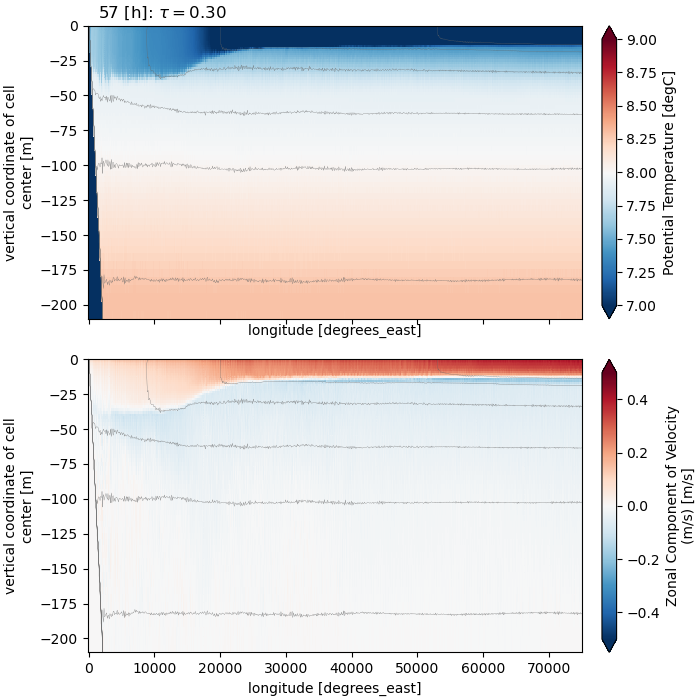 57 [h]: τ = 0.30
0
−25
−50
−75
−100
−125
−150
−175
−200
vertical coordinate of cell
center [m]
longitude [degrees_east]
9.00
8.75
8.50
8.25
8.00
7.75
7.50
7.25
7.00
Potential Temperature [degC]
0
−25
−50
−75
−100
−125
−150
−175
−200
vertical coordinate of cell
center [m]
0 10000 20000 30000 40000 50000 60000 70000
longitude [degrees_east]
0.4
0.2
0.0
−0.2
−0.4
Zonal Component of Velocity
(m/s) [m/s]